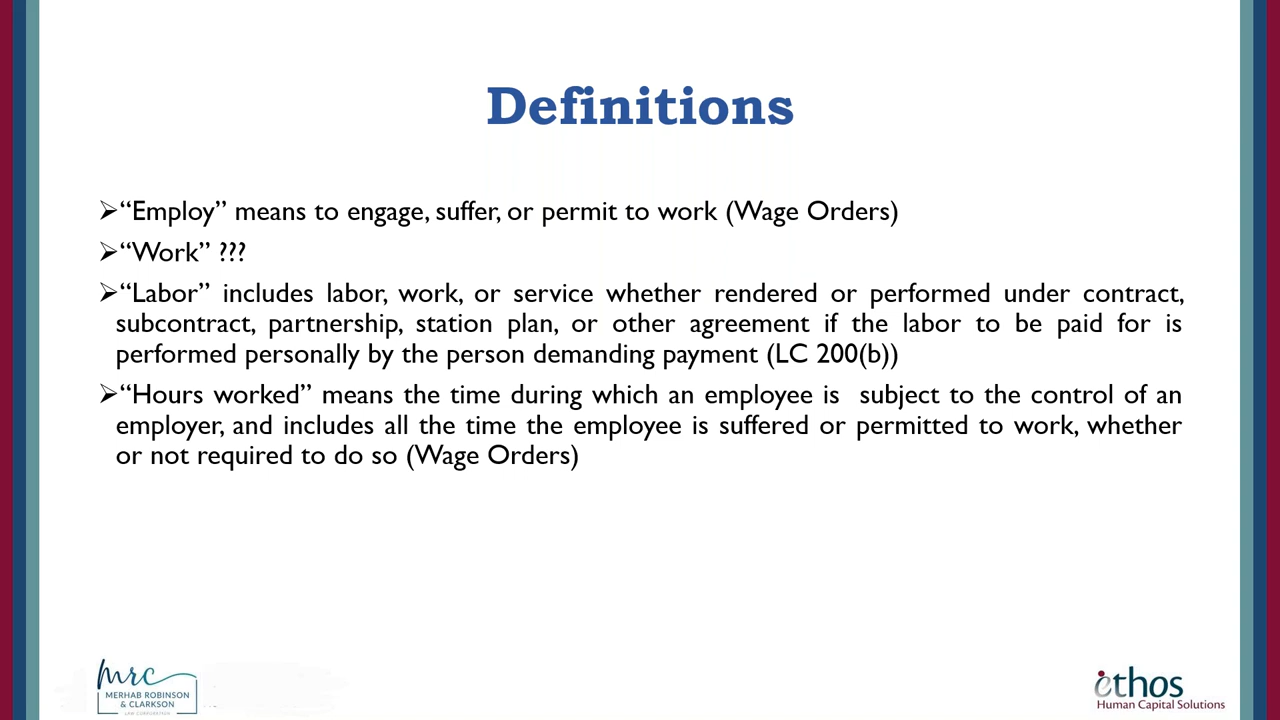 Definitions
➢“Employ” means to engage, suffer, or permit to work (Wage Orders)
➢“Work” ???
➢“Labor” includes labor, work, or service whether rendered or performed under contract,
subcontract, partnership, station plan, or other agreement if the labor to be paid for is
performed personally by the person demanding payment (LC 200(b))
➢“Hours worked” means the time during which an employee is  subject to the control of an
employer, and includes all the time the employee is suffered or permitted to work, whether
or not required to do so (Wage Orders)
mrc
MERHAB ROBINSON
& CLARKSON
LAW CORPORATION
ethos
Human Capital Solutions